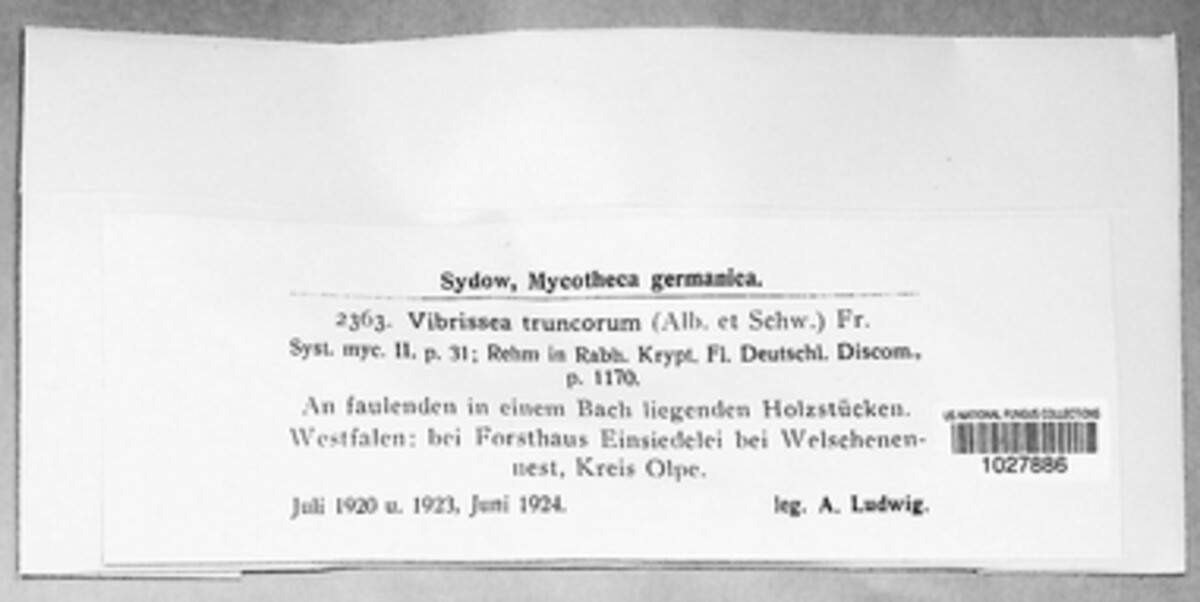 Sydow, Mycotheca germanica.
2363. Vibrissea truncorum (Alb. et Schw.) Fr.
Syst. myc. II, p. 31; Rehm in Rabh. Krypt. Fl. Deutschl. Discom.,
p. 1170.
An faulenden in einem Bach liegenden Holzstücken.
Westfalen: bei Forsthaus Einsiedelei bei Welschenen-
nest, Kreis Olpe.
Juli 1920 u. 1923, Juni 1924. leg. A. Ludwig.
US NATIONAL FUNGUS COLLECTIONS
1027886